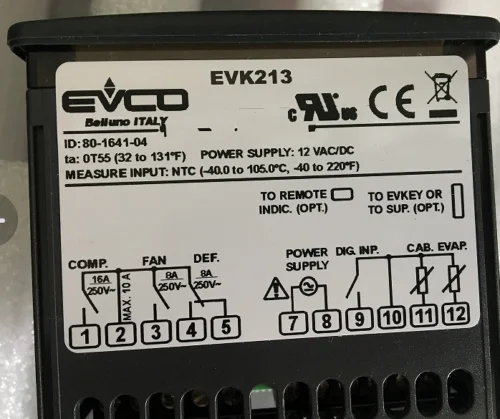 EVK213
EVCO
Belluno ITALY
c RU us CE
ID: 80-1641-04
ta: 0T55 (32 to 131°F) POWER SUPPLY: 12 VAC/DC
MEASURE INPUT: NTC (-40.0 to 105.0°C, -40 to 220°F)
TO REMOTE INDIC. (OPT.)
TO EVKEY OR TO SUP. (OPT.)
COMP. FAN DEF. POWER SUPPLY DIG. INP. CAB. EVAP.
16A 250V~ MAX. 10 A 8A 250V~ 8A 250V~
1 2 3 4 5 7 8 9 10 11 12